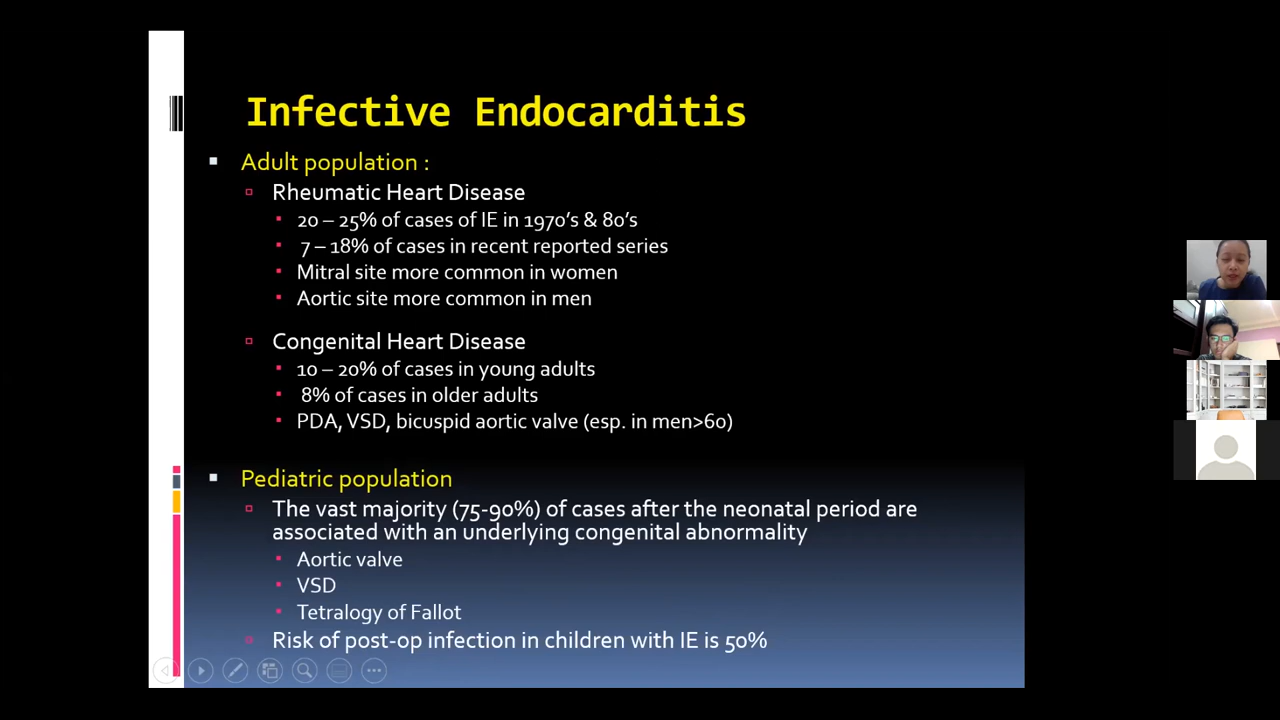 Infective Endocarditis
Adult population :
Rheumatic Heart Disease
20 – 25% of cases of IE in 1970's & 80's
7 – 18% of cases in recent reported series
Mitral site more common in women
Aortic site more common in men
Congenital Heart Disease
10 – 20% of cases in young adults
8% of cases in older adults
PDA, VSD, bicuspid aortic valve (esp. in men>60)
Pediatric population
The vast majority (75-90%) of cases after the neonatal period are
associated with an underlying congenital abnormality
Aortic valve
VSD
Tetralogy of Fallot
Risk of post-op infection in children with IE is 50%